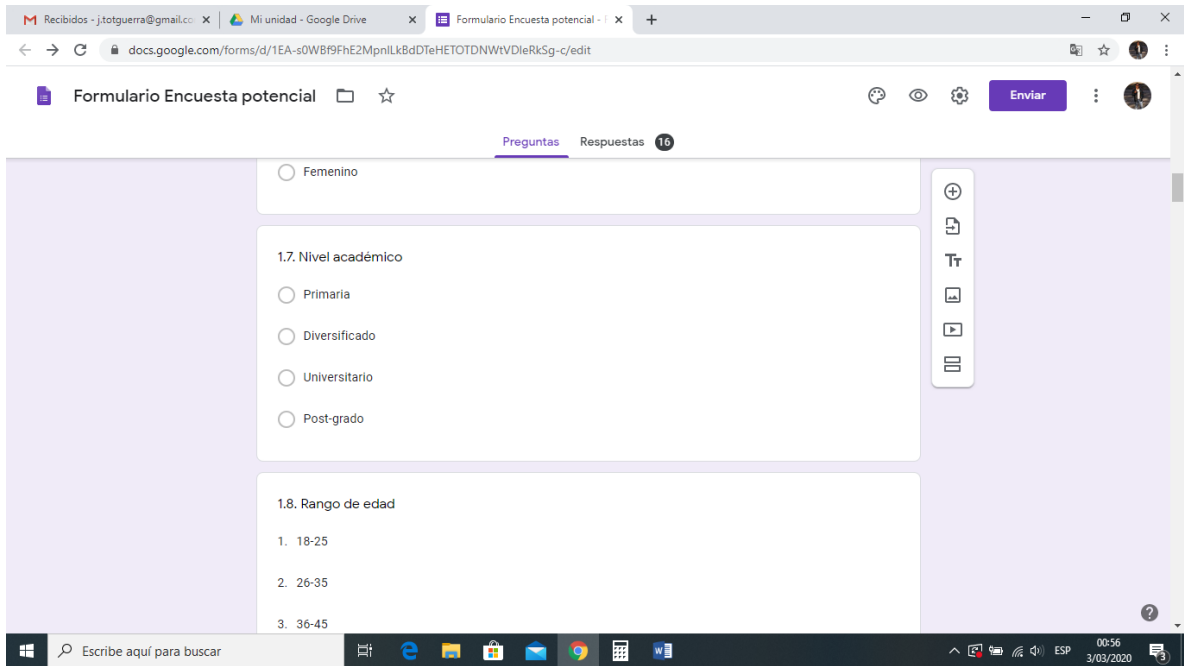 Recibidos - j.totguerra@gmail.co
Mi unidad - Google Drive
Formulario Encuesta potencial -
docs.google.com/forms/d/1EA-s0WBf9FhE2MpnlLkBdDTeHETOTDNWtVDIeRkSg-c/edit
Formulario Encuesta potencial
Enviar
Preguntas Respuestas 16
Femenino
1.7. Nivel académico
Primaria
Diversificado
Universitario
Post-grado
1.8. Rango de edad
1. 18-25
2. 26-35
3. 36-45
Escribe aquí para buscar
ESP
00:56
3/03/2020
3